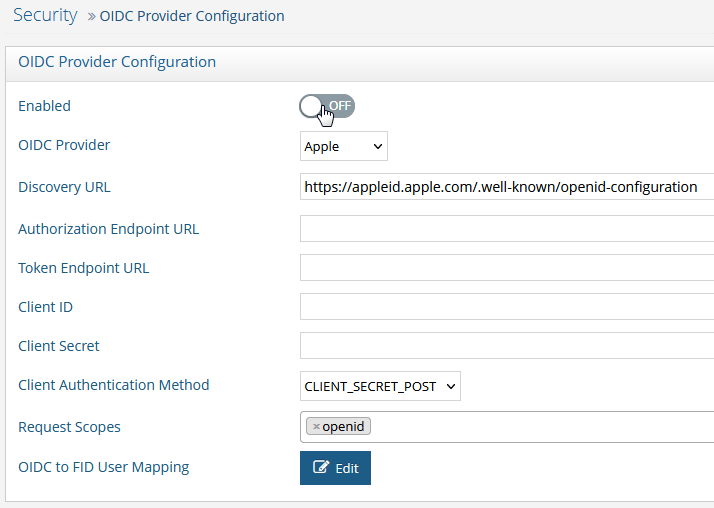 Security » OIDC Provider Configuration
OIDC Provider Configuration
Enabled OFF
OIDC Provider Apple
Discovery URL https://appleid.apple.com/.well-known/openid-configuration
Authorization Endpoint URL
Token Endpoint URL
Client ID
Client Secret
Client Authentication Method CLIENT_SECRET_POST
Request Scopes × openid
OIDC to FID User Mapping Edit